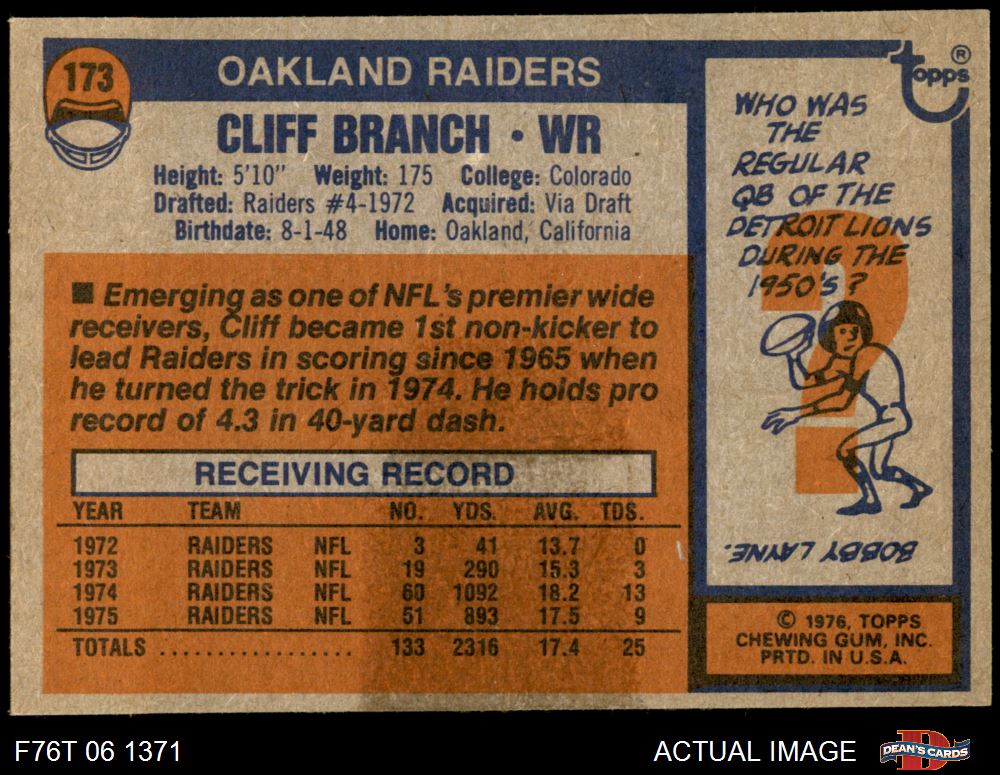 173
OAKLAND RAIDERS
CLIFF BRANCH • WR
Height: 5'10" Weight: 175 College: Colorado
Drafted: Raiders #4-1972 Acquired: Via Draft
Birthdate: 8-1-48 Home: Oakland, California
■ Emerging as one of NFL's premier wide
receivers, Cliff became 1st non-kicker to
lead Raiders in scoring since 1965 when
he turned the trick in 1974. He holds pro
record of 4.3 in 40-yard dash.
RECEIVING RECORD
YEAR TEAM NO. YDS. AVG. TDS.
1972 RAIDERS NFL 3 41 13.7 0
1973 RAIDERS NFL 19 290 15.3 3
1974 RAIDERS NFL 60 1092 18.2 13
1975 RAIDERS NFL 51 893 17.5 9
TOTALS .................. 133 2316 17.4 25
topps ®
WHO WAS
THE
REGULAR
QB OF THE
DETROIT LIONS
DURING THE
1950'S?
?
BOBBY LAYNE.
© 1976, TOPPS
CHEWING GUM, INC.
PRTD. IN U.S.A.
F76T 06 1371
ACTUAL IMAGE
D
DEAN'S CARDS